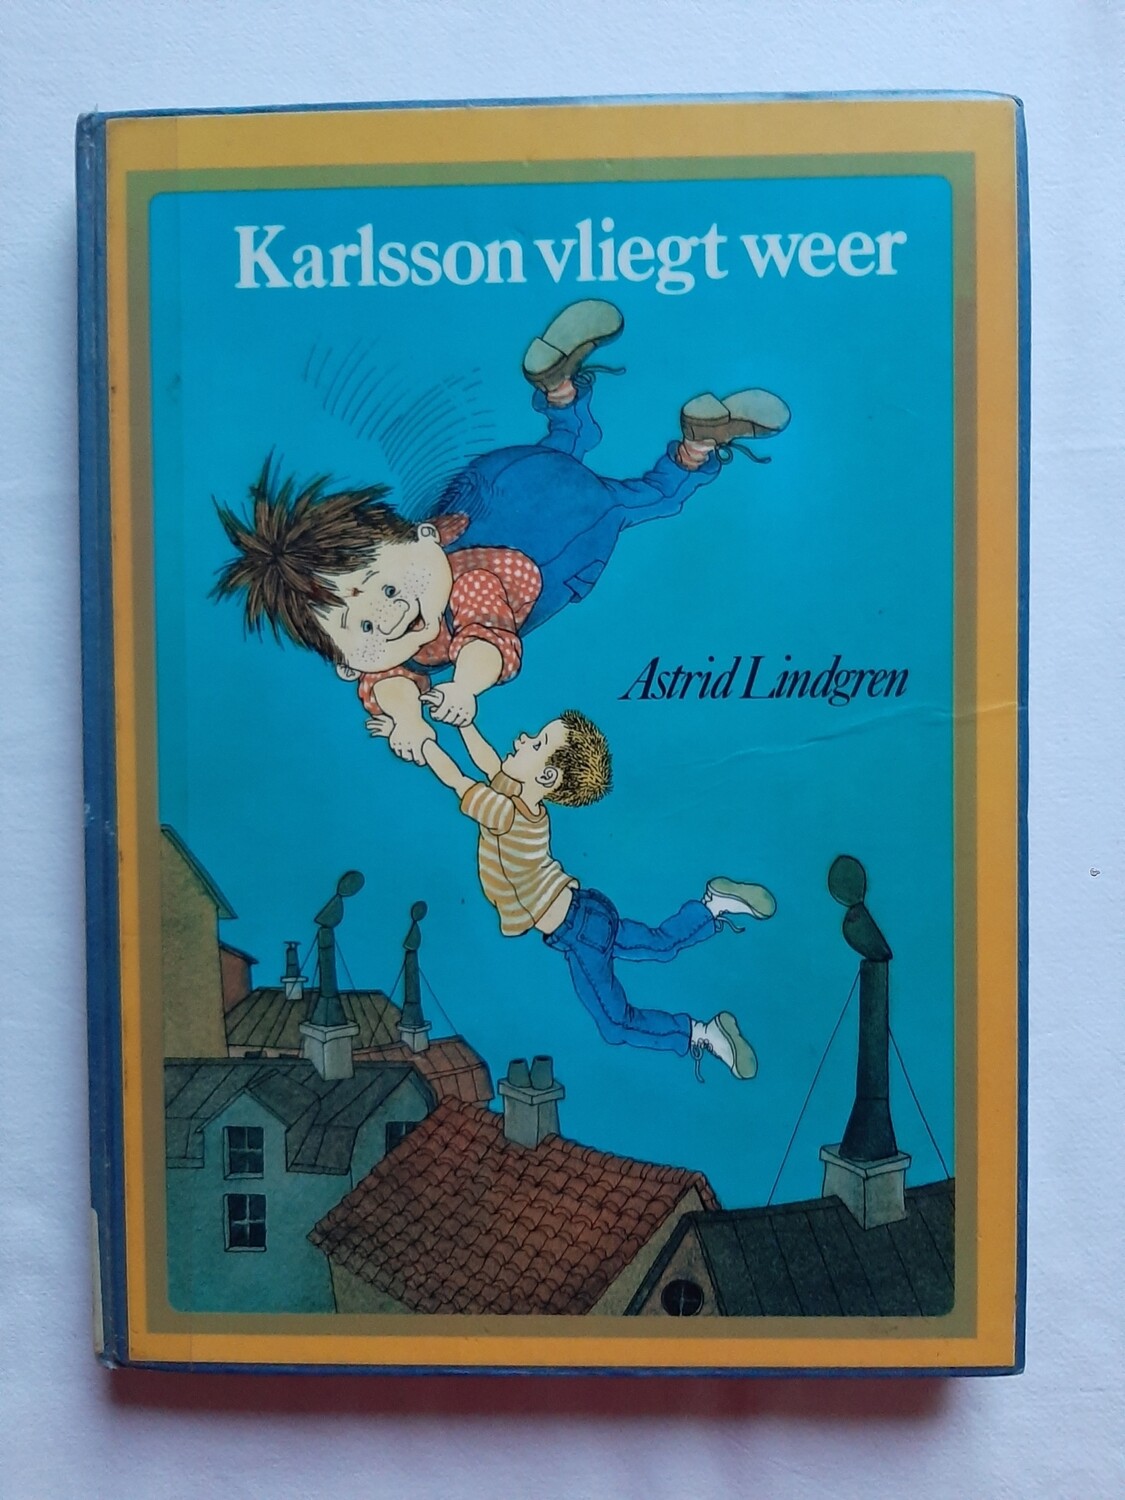 Karlsson vliegt weer
Astrid Lindgren